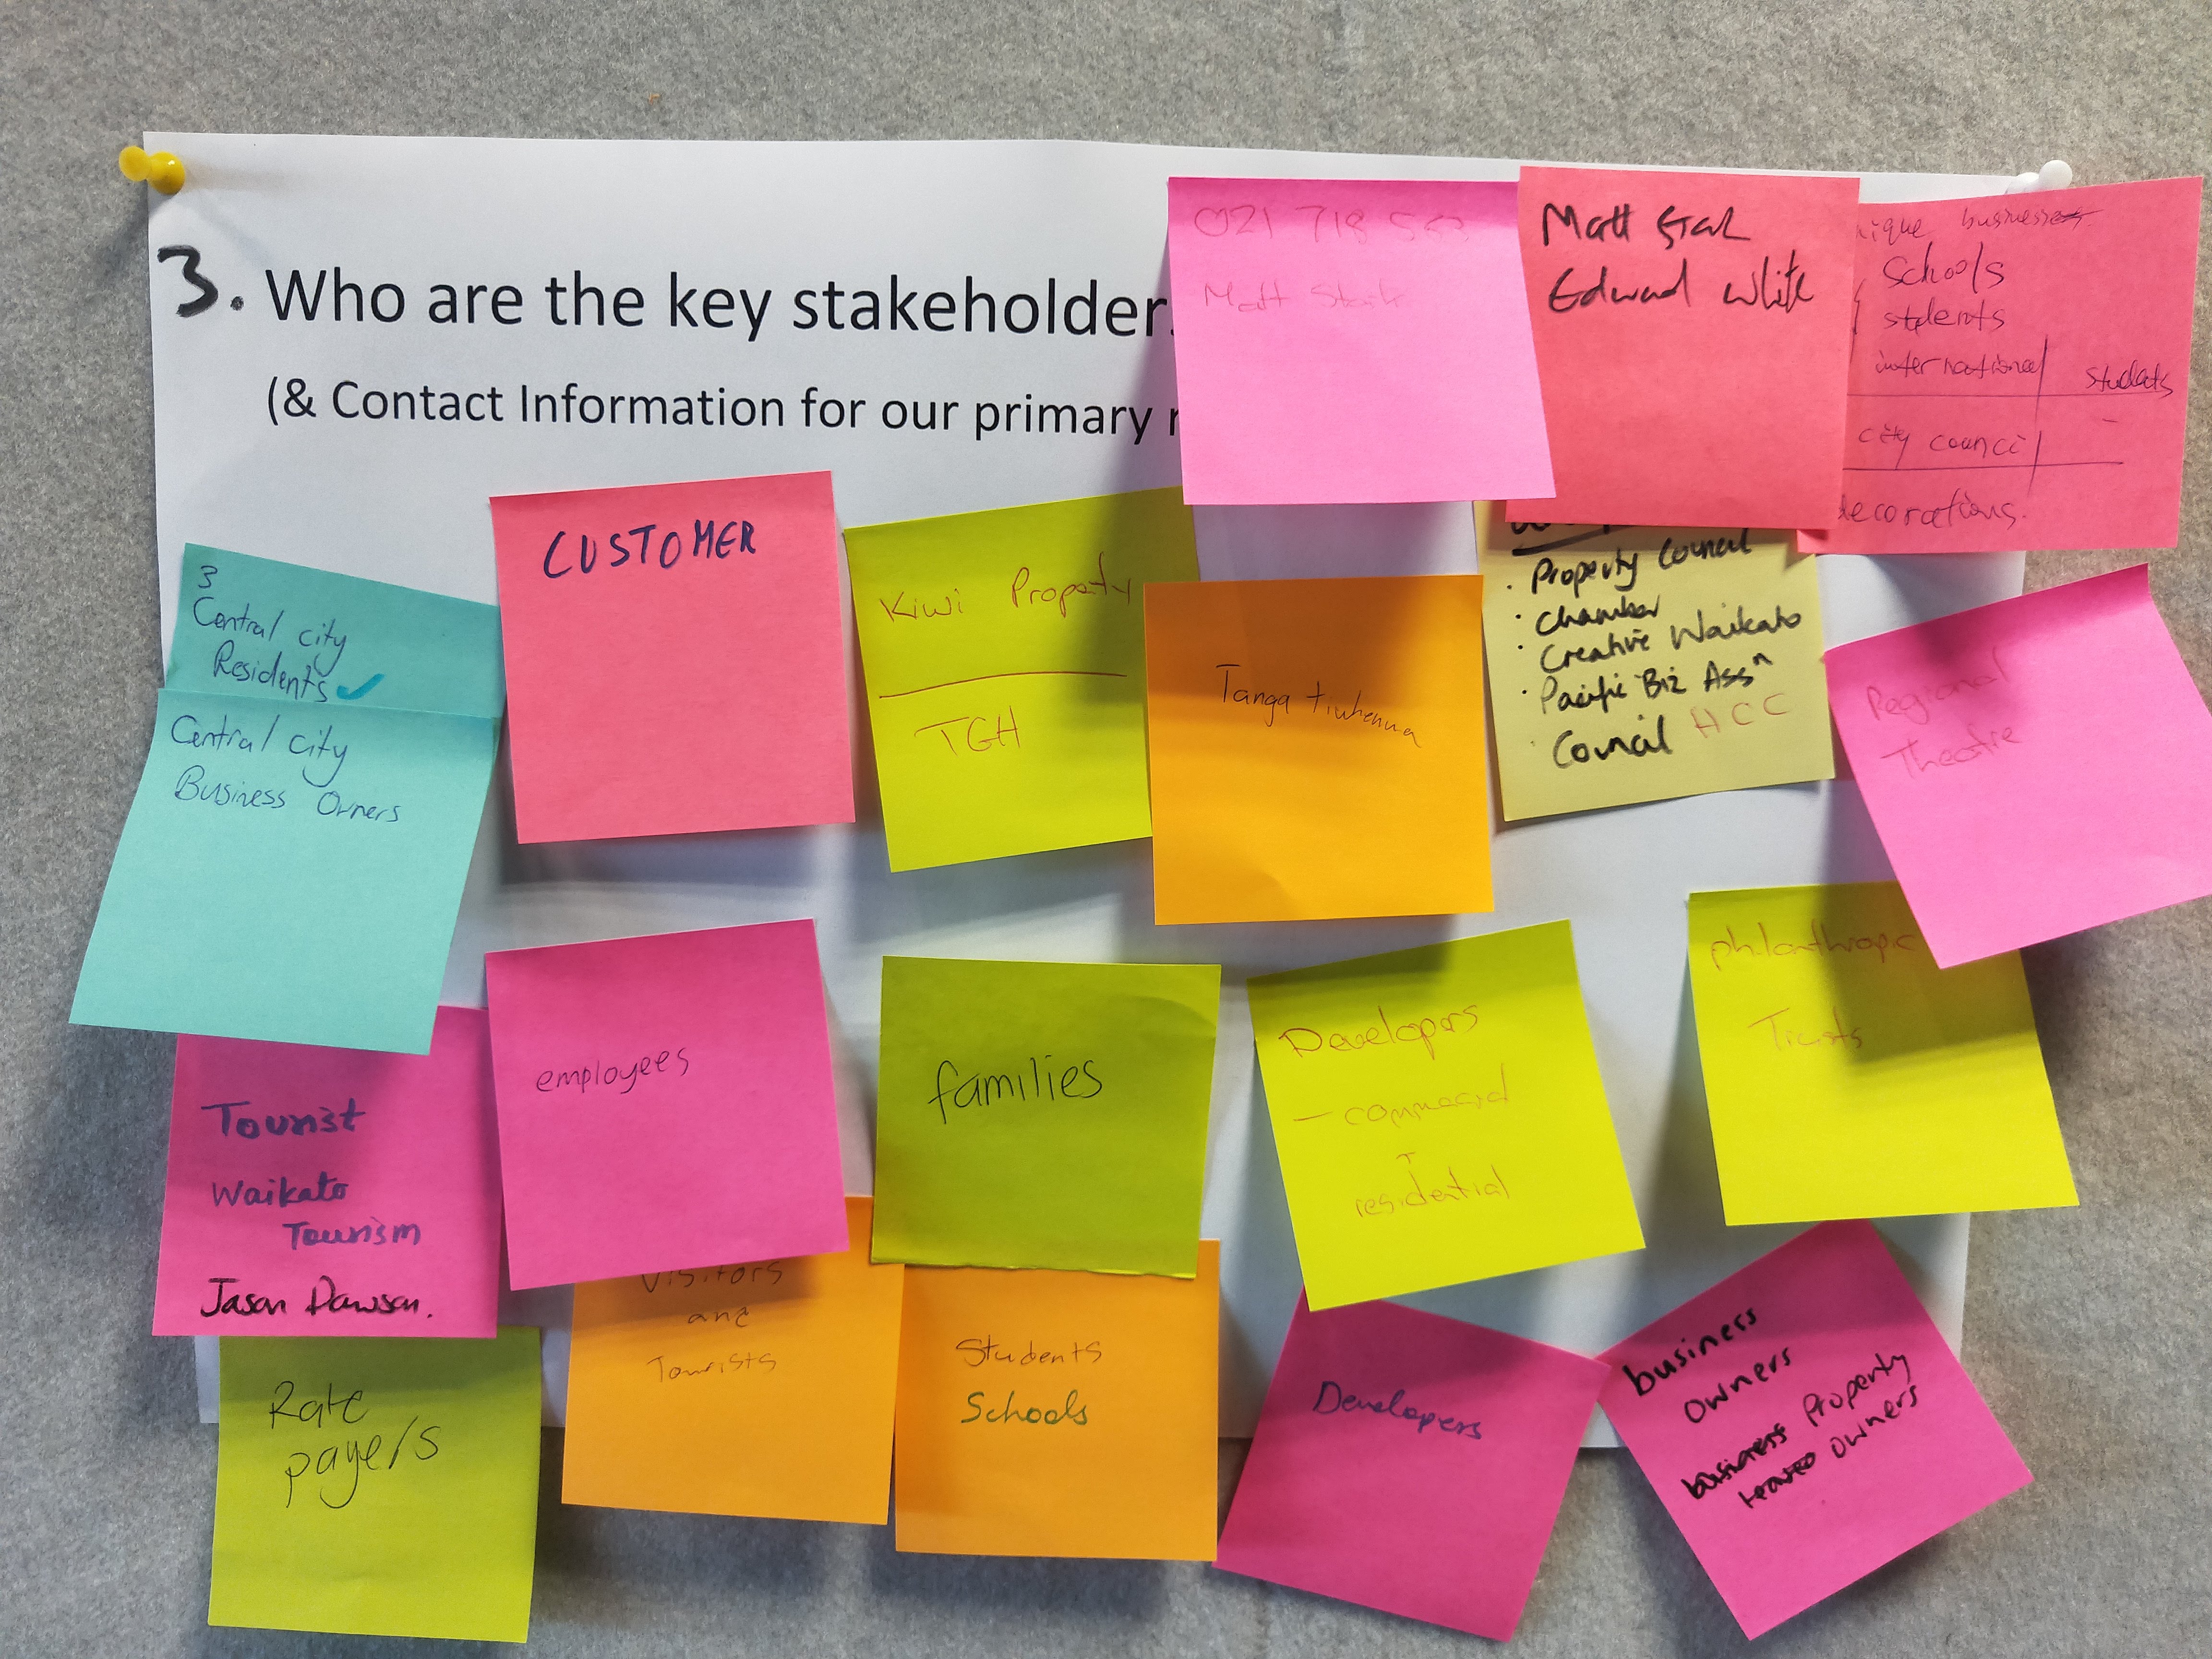 3. Who are the key stakeholder
(& Contact Information for our primary
021 718 563
Matt Stark
Matt Stark
Edward White
businesses
Schools
stdents
international students
city council
decorations.
3
Central city
Residents ✓
Central city
Business Owners
CUSTOMER
Kiwi Property
TGH
Tanga tiwhenua
· Property Council
· Chamber
· Creative Waikato
· Pacific Biz Assⁿ
· Council HCC
Regional
Theatre
Tourist
Waikato
Tourism
Jason Dawson.
employees
families
Developers
- commercial
residential
philanthropic
Trusts
Rate
payers
Visitors
and
Tourists
Students
Schools
Developers
business
owners
business Property
owners